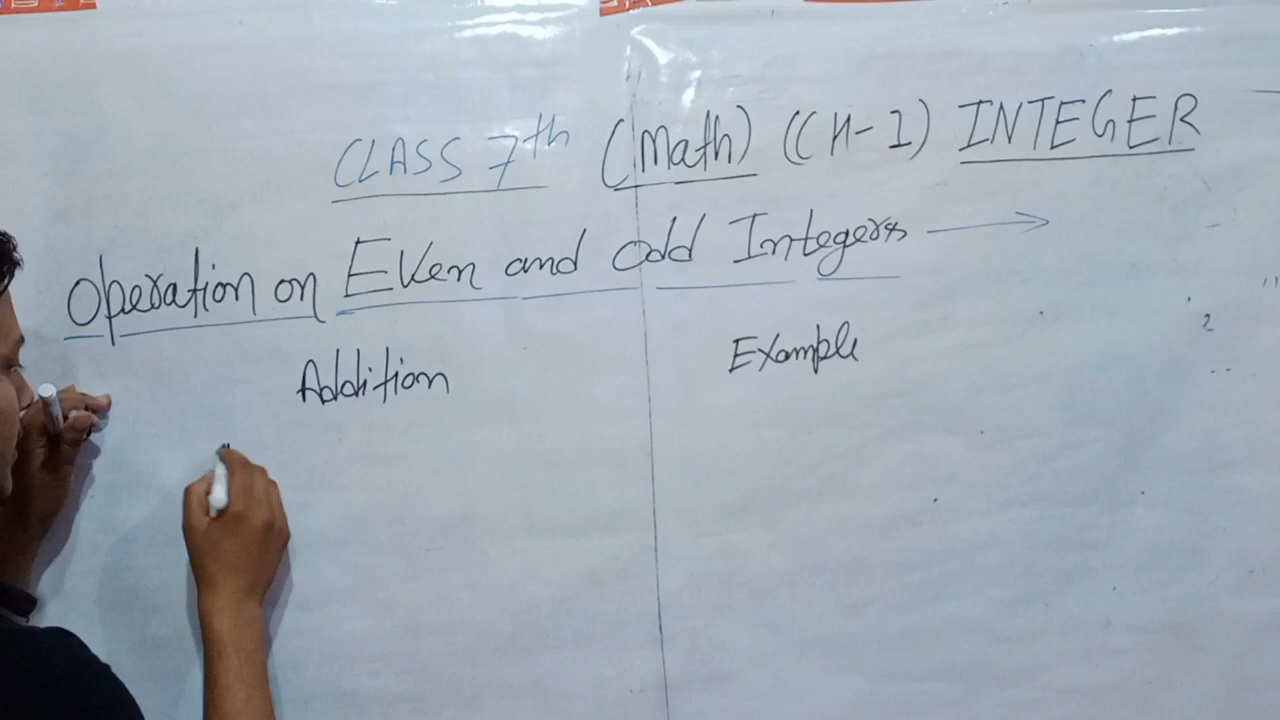 CLASS 7th (Math) (CH-1) INTEGER
Operation on Even and odd Integers →
Addition Example